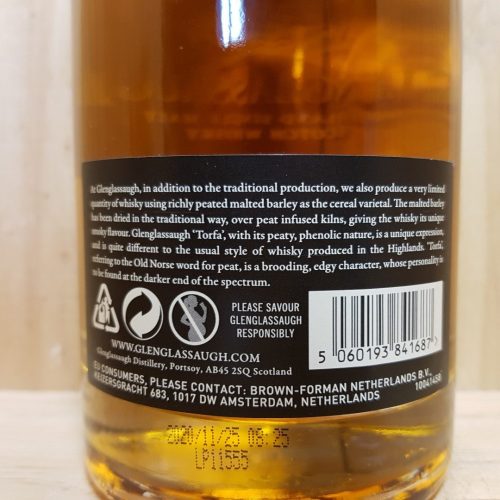 At Glenglassaugh, in addition to the traditional production, we also produce a very limited
quantity of whisky using richly peated malted barley as the cereal varietal. The malted barley
has been dried in the traditional way, over peat infused kilns, giving the whisky its unique
smoky flavour. Glenglassaugh 'Torfa', with its peaty, phenolic nature, is a unique expression,
and is quite different to the usual style of whisky produced in the Highlands. 'Torfa',
referring to the Old Norse word for peat, is a brooding, edgy character, whose personality is
to be found at the darker end of the spectrum.
PLEASE SAVOUR
GLENGLASSAUGH
RESPONSIBLY
WWW.GLENGLASSAUGH.COM
Glenglassaugh Distillery, Portsoy, AB45 2SQ Scotland
5 060193 841687 >
EU CONSUMERS, PLEASE CONTACT: BROWN-FORMAN NETHERLANDS B.V.,
KEIZERSGRACHT 683, 1017 DW AMSTERDAM, NETHERLANDS
10041458
2020/11/25 08:25
LP11555